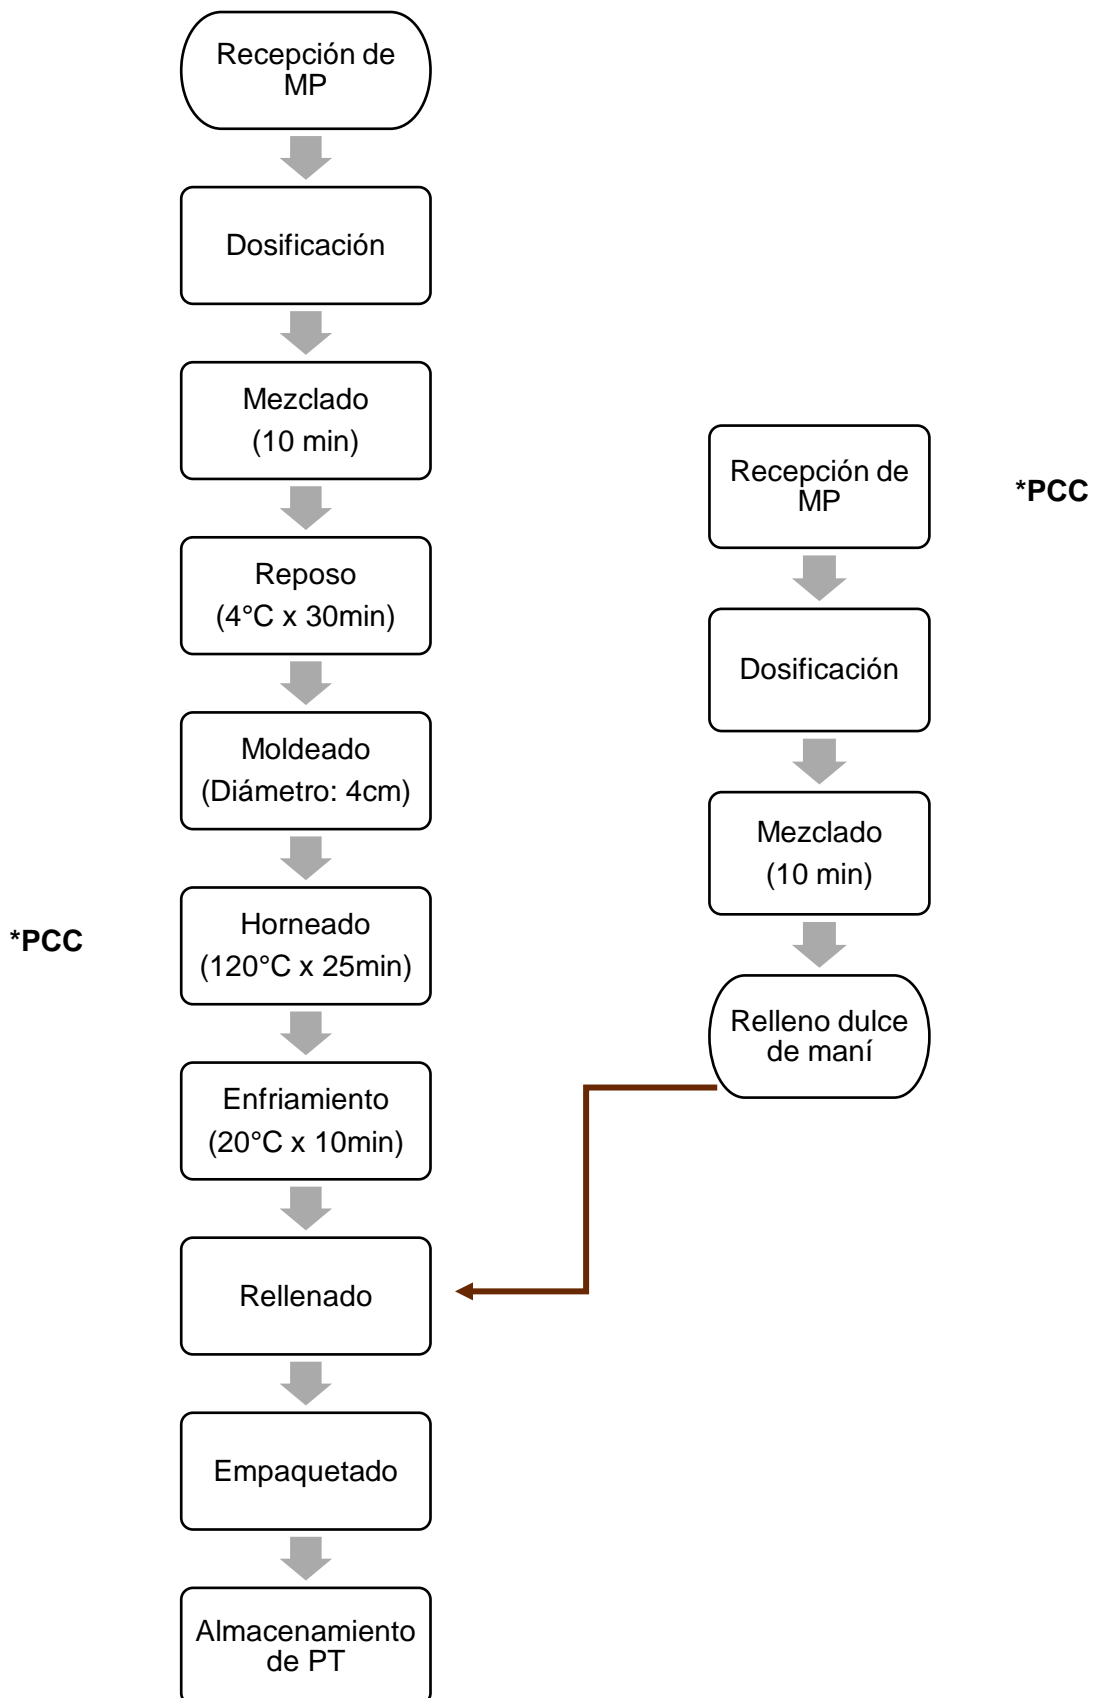 Recepción de
MP
Dosificación
Mezclado
(10 min)
Reposo
(4°C x 30min)
Moldeado
(Diámetro: 4cm)
*PCC
Horneado
(120°C x 25min)
Enfriamiento
(20°C x 10min)
Rellenado
Empaquetado
Almacenamiento
de PT
Recepción de
MP
*PCC
Dosificación
Mezclado
(10 min)
Relleno dulce
de maní